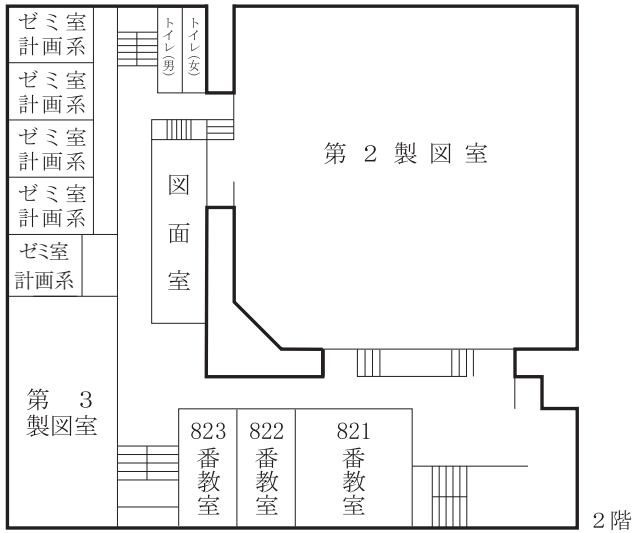 ゼミ室
計画系
ゼミ室
計画系
ゼミ室
計画系
ゼミ室
計画系
ゼミ室
計画系
トイレ(男)
トイレ(女)
第2製図室
図面室
第3
製図室
823
番教室
822
番教室
821
番教室
2階